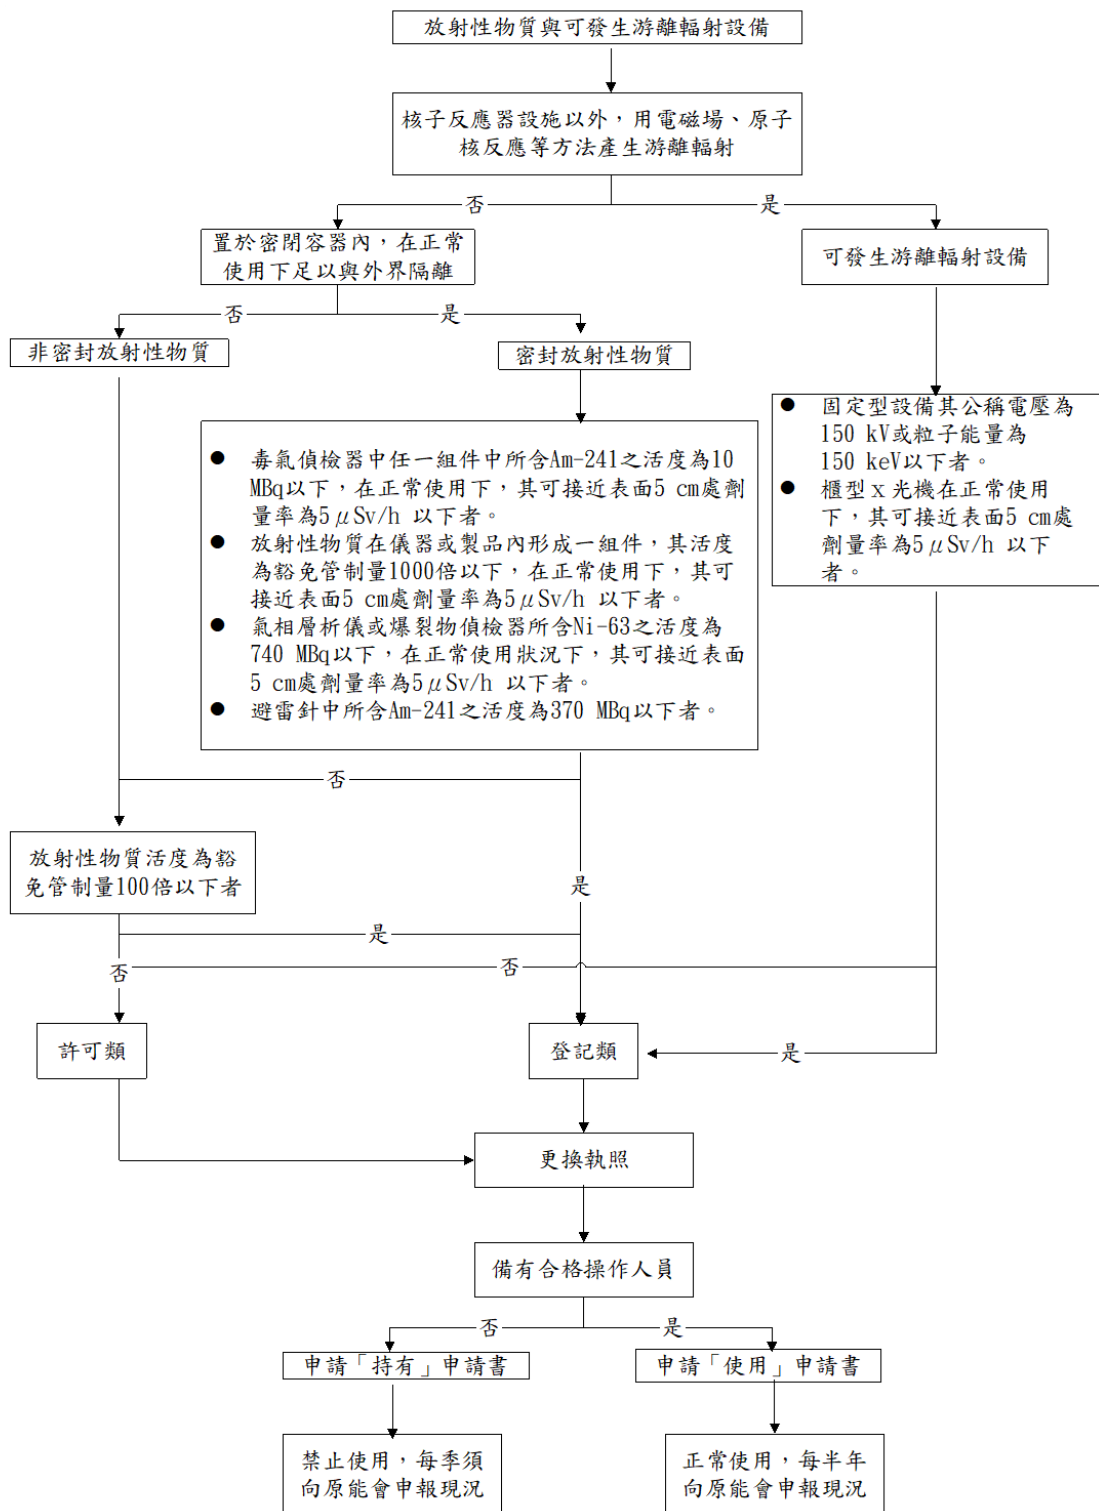 放射性物質與可發生游離輻射設備
核子反應器設施以外，用電磁場、原子
核反應等方法產生游離輻射
否
是
置於密閉容器內，在正常
使用下足以與外界隔離
可發生游離輻射設備
否
是
非密封放射性物質
密封放射性物質
● 固定型設備其公稱電壓為
150 kV或粒子能量為
150 keV以下者。
● 櫃型x光機在正常使用
下，其可接近表面5 cm處
劑量率為5μSv/h 以下
者。
● 毒氣偵檢器中任一組件中所含Am-241之活度為10
MBq以下，在正常使用下，其可接近表面5 cm處劑
量率為5μSv/h 以下者。
● 放射性物質在儀器或製品內形成一組件，其活度
為豁免管制量1000倍以下，在正常使用下，其可
接近表面5 cm處劑量率為5μSv/h 以下者。
● 氣相層析儀或爆裂物偵檢器所含Ni-63之活度為
740 MBq以下，在正常使用狀況下，其可接近表面
5 cm處劑量率為5μSv/h 以下者。
● 避雷針中所含Am-241之活度為370 MBq以下者。
否
放射性物質活度為豁
免管制量100倍以下者
是
是
否
否
許可類
登記類
是
更換執照
備有合格操作人員
否
是
申請「持有」申請書
申請「使用」申請書
禁止使用，每季須
向原能會申報現況
正常使用，每半年
向原能會申報現況